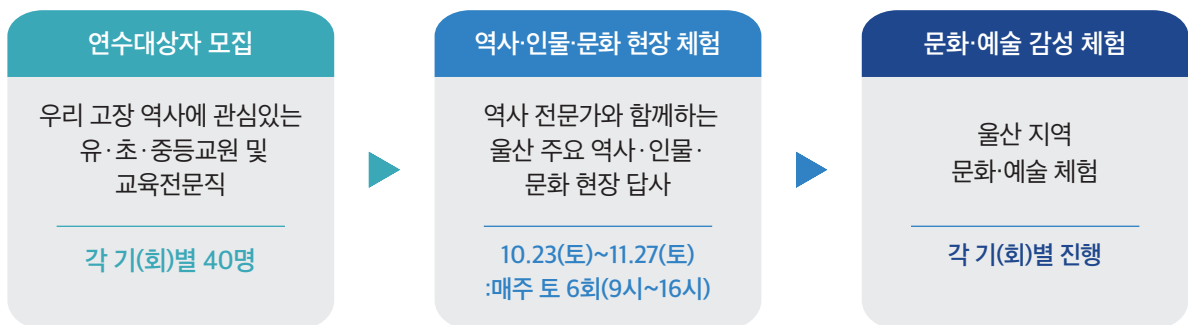 연수대상자 모집
우리 고장 역사에 관심있는
유·초·중등교원 및
교육전문직
각 기(회)별 40명
역사·인물·문화 현장 체험
역사 전문가와 함께하는
울산 주요 역사·인물·
문화 현장 답사
10.23(토)~11.27(토)
:매주 토 6회(9시~16시)
문화·예술 감성 체험
울산 지역
문화·예술 체험
각 기(회)별 진행